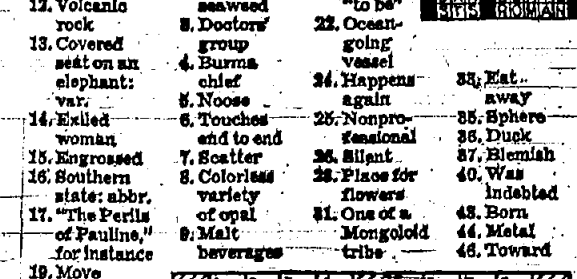 12. Volcanic
rock
13. Covered
seat on an
elephant:
var.
14. Exiled
woman
15. Engrossed
16. Southern
state: abbr.
17. "The Perils
of Pauline,"
for instance
19. Move
seaweed
3. Doctors'
group
4. Burma
chief
5. Noose
6. Touches
end to end
7. Scatter
8. Colorless
variety
of opal
9. Malt
beverages
"to be"
22. Ocean-
going
vessel
24. Happens
again
25. Nonpro-
fessional
26. Silent
28. Place for
flowers
31. One of a
Mongoloid
tribe
33. Eat
away
35. Sphere
36. Duck
37. Blemish
40. Was
indebted
43. Born
44. Metal
46. Toward
ROMAN